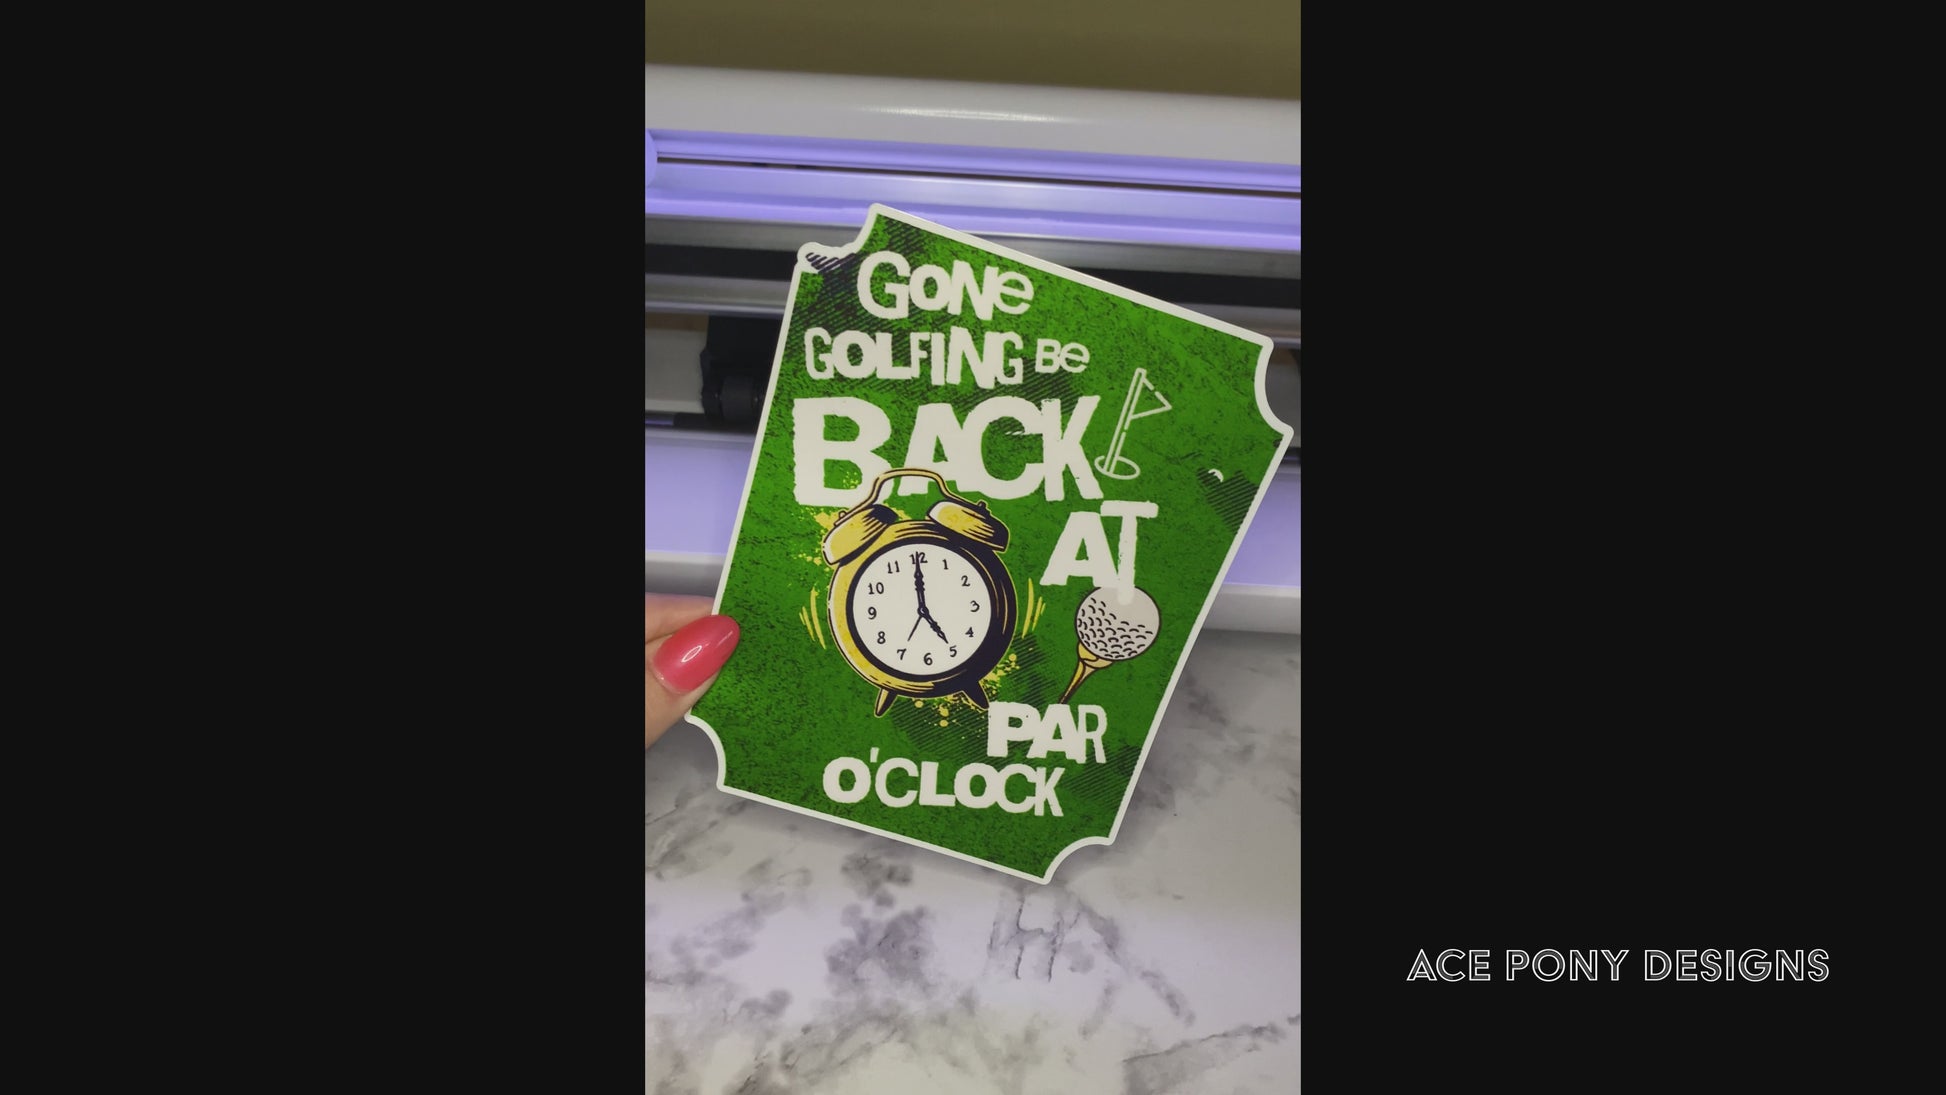 GONe
GOLFING Be
BACK
AT
12
11 1
10 2
9 3
8 4
7 5
6
PAR
O'CLOCK
ACE PONY DESIGNS